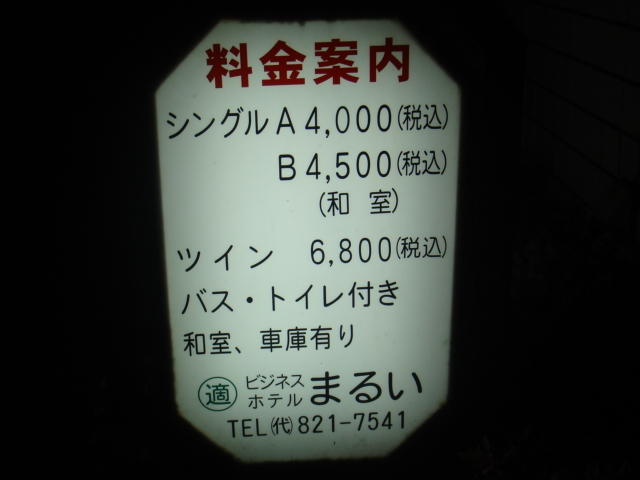 料金案内
シングルA 4,000(税込)
B 4,500(税込)
(和室)
ツイン 6,800(税込)
バス・トイレ付き
和室、車庫有り
適 ビジネスホテル まるい
TEL(代)821-7541